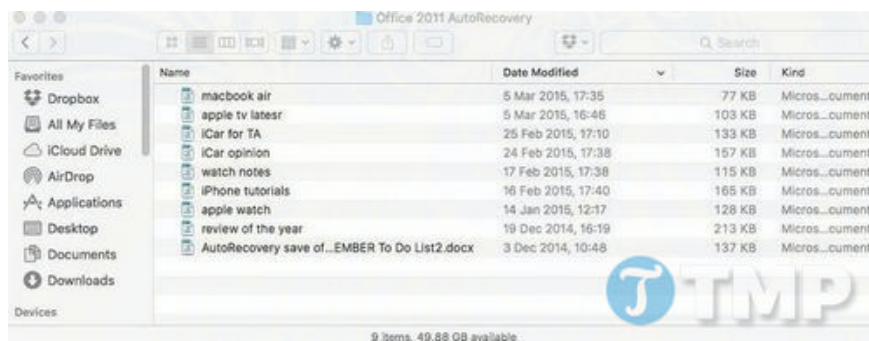 Office 2011 AutoRecovery
Search
Favorites
Dropbox
All My Files
iCloud Drive
AirDrop
Applications
Desktop
Documents
Downloads
Devices
Name Date Modified Size Kind
macbook air 5 Mar 2015, 17:35 77 KB Micros...cument
apple tv latesr 5 Mar 2015, 16:46 103 KB Micros...cument
iCar for TA 25 Feb 2015, 17:10 133 KB Micros...cument
iCar opinion 24 Feb 2015, 17:38 157 KB Micros...cument
watch notes 17 Feb 2015, 17:38 115 KB Micros...cument
iPhone tutorials 16 Feb 2015, 17:40 165 KB Micros...cument
apple watch 14 Jan 2015, 12:17 128 KB Micros...cument
review of the year 19 Dec 2014, 16:19 213 KB Micros...cument
AutoRecovery save of...EMBER To Do List2.docx 3 Dec 2014, 10:48 137 KB Micros...cument
TMP
9 items, 49.88 GB available